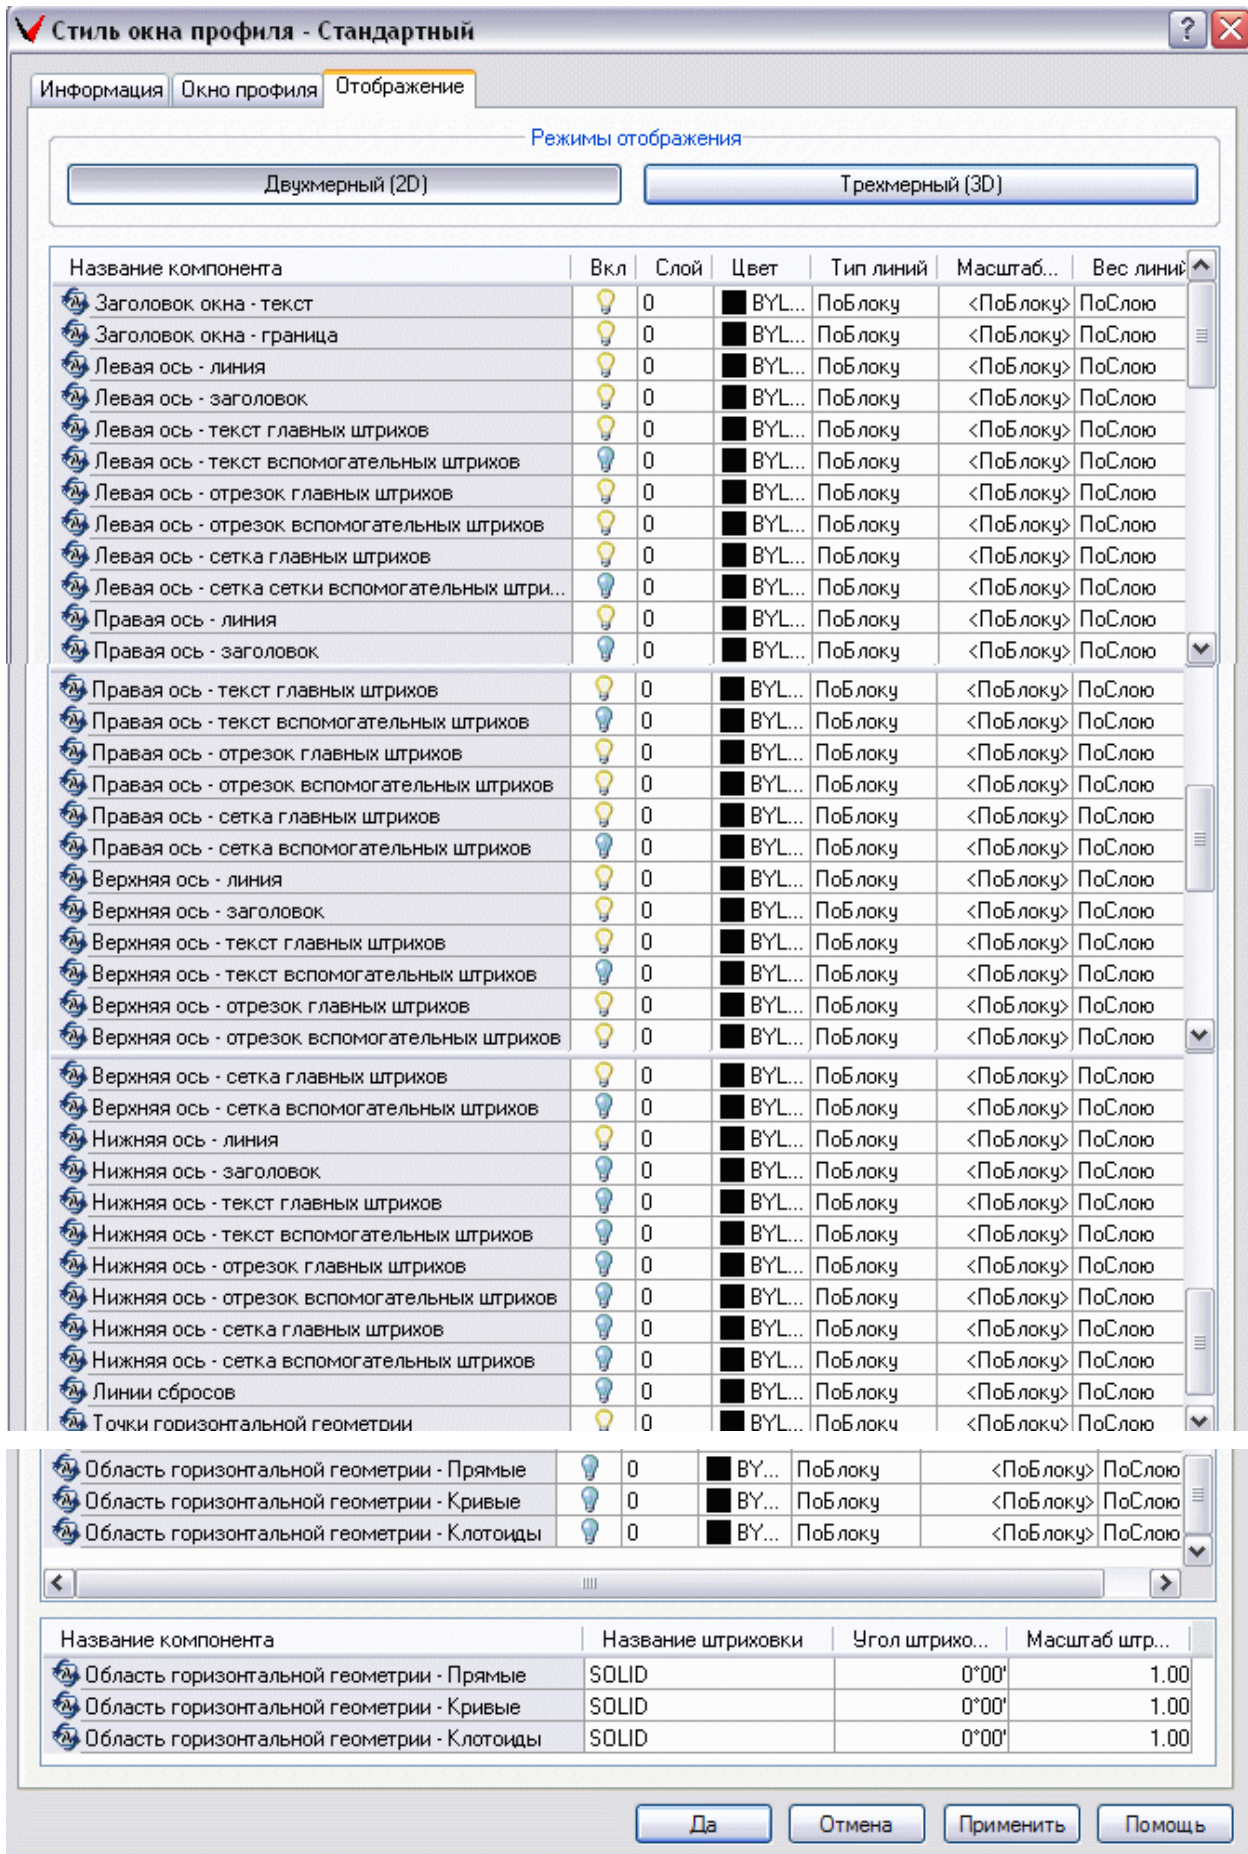 Стиль окна профиля - Стандартный
Информация Окно профиля Отображение
Режимы отображения
Двухмерный (2D) Трехмерный (3D)
Название компонента Вкл Слой Цвет Тип линий Масштаб... Вес линий
Заголовок окна - текст 0 BYL... ПоБлоку <ПоБлоку> ПоСлою
Заголовок окна - граница 0 BYL... ПоБлоку <ПоБлоку> ПоСлою
Левая ось - линия 0 BYL... ПоБлоку <ПоБлоку> ПоСлою
Левая ось - заголовок 0 BYL... ПоБлоку <ПоБлоку> ПоСлою
Левая ось - текст главных штрихов 0 BYL... ПоБлоку <ПоБлоку> ПоСлою
Левая ось - текст вспомогательных штрихов 0 BYL... ПоБлоку <ПоБлоку> ПоСлою
Левая ось - отрезок главных штрихов 0 BYL... ПоБлоку <ПоБлоку> ПоСлою
Левая ось - отрезок вспомогательных штрихов 0 BYL... ПоБлоку <ПоБлоку> ПоСлою
Левая ось - сетка главных штрихов 0 BYL... ПоБлоку <ПоБлоку> ПоСлою
Левая ось - сетка сетки вспомогательных штри... 0 BYL... ПоБлоку <ПоБлоку> ПоСлою
Правая ось - линия 0 BYL... ПоБлоку <ПоБлоку> ПоСлою
Правая ось - заголовок 0 BYL... ПоБлоку <ПоБлоку> ПоСлою
Правая ось - текст главных штрихов 0 BYL... ПоБлоку <ПоБлоку> ПоСлою
Правая ось - текст вспомогательных штрихов 0 BYL... ПоБлоку <ПоБлоку> ПоСлою
Правая ось - отрезок главных штрихов 0 BYL... ПоБлоку <ПоБлоку> ПоСлою
Правая ось - отрезок вспомогательных штрихов 0 BYL... ПоБлоку <ПоБлоку> ПоСлою
Правая ось - сетка главных штрихов 0 BYL... ПоБлоку <ПоБлоку> ПоСлою
Правая ось - сетка вспомогательных штрихов 0 BYL... ПоБлоку <ПоБлоку> ПоСлою
Верхняя ось - линия 0 BYL... ПоБлоку <ПоБлоку> ПоСлою
Верхняя ось - заголовок 0 BYL... ПоБлоку <ПоБлоку> ПоСлою
Верхняя ось - текст главных штрихов 0 BYL... ПоБлоку <ПоБлоку> ПоСлою
Верхняя ось - текст вспомогательных штрихов 0 BYL... ПоБлоку <ПоБлоку> ПоСлою
Верхняя ось - отрезок главных штрихов 0 BYL... ПоБлоку <ПоБлоку> ПоСлою
Верхняя ось - отрезок вспомогательных штрихов 0 BYL... ПоБлоку <ПоБлоку> ПоСлою
Верхняя ось - сетка главных штрихов 0 BYL... ПоБлоку <ПоБлоку> ПоСлою
Верхняя ось - сетка вспомогательных штрихов 0 BYL... ПоБлоку <ПоБлоку> ПоСлою
Нижняя ось - линия 0 BYL... ПоБлоку <ПоБлоку> ПоСлою
Нижняя ось - заголовок 0 BYL... ПоБлоку <ПоБлоку> ПоСлою
Нижняя ось - текст главных штрихов 0 BYL... ПоБлоку <ПоБлоку> ПоСлою
Нижняя ось - текст вспомогательных штрихов 0 BYL... ПоБлоку <ПоБлоку> ПоСлою
Нижняя ось - отрезок главных штрихов 0 BYL... ПоБлоку <ПоБлоку> ПоСлою
Нижняя ось - отрезок вспомогательных штрихов 0 BYL... ПоБлоку <ПоБлоку> ПоСлою
Нижняя ось - сетка главных штрихов 0 BYL... ПоБлоку <ПоБлоку> ПоСлою
Нижняя ось - сетка вспомогательных штрихов 0 BYL... ПоБлоку <ПоБлоку> ПоСлою
Линии сбросов 0 BYL... ПоБлоку <ПоБлоку> ПоСлою
Точки горизонтальной геометрии 0 BYL... ПоБлоку <ПоБлоку> ПоСлою
Область горизонтальной геометрии - Прямые 0 BY... ПоБлоку <ПоБлоку> ПоСлою
Область горизонтальной геометрии - Кривые 0 BY... ПоБлоку <ПоБлоку> ПоСлою
Область горизонтальной геометрии - Клотоиды 0 BY... ПоБлоку <ПоБлоку> ПоСлою
Название компонента Название штриховки Угол штрихо... Масштаб штр...
Область горизонтальной геометрии - Прямые SOLID 0°00' 1.00
Область горизонтальной геометрии - Кривые SOLID 0°00' 1.00
Область горизонтальной геометрии - Клотоиды SOLID 0°00' 1.00
Да Отмена Применить Помощь